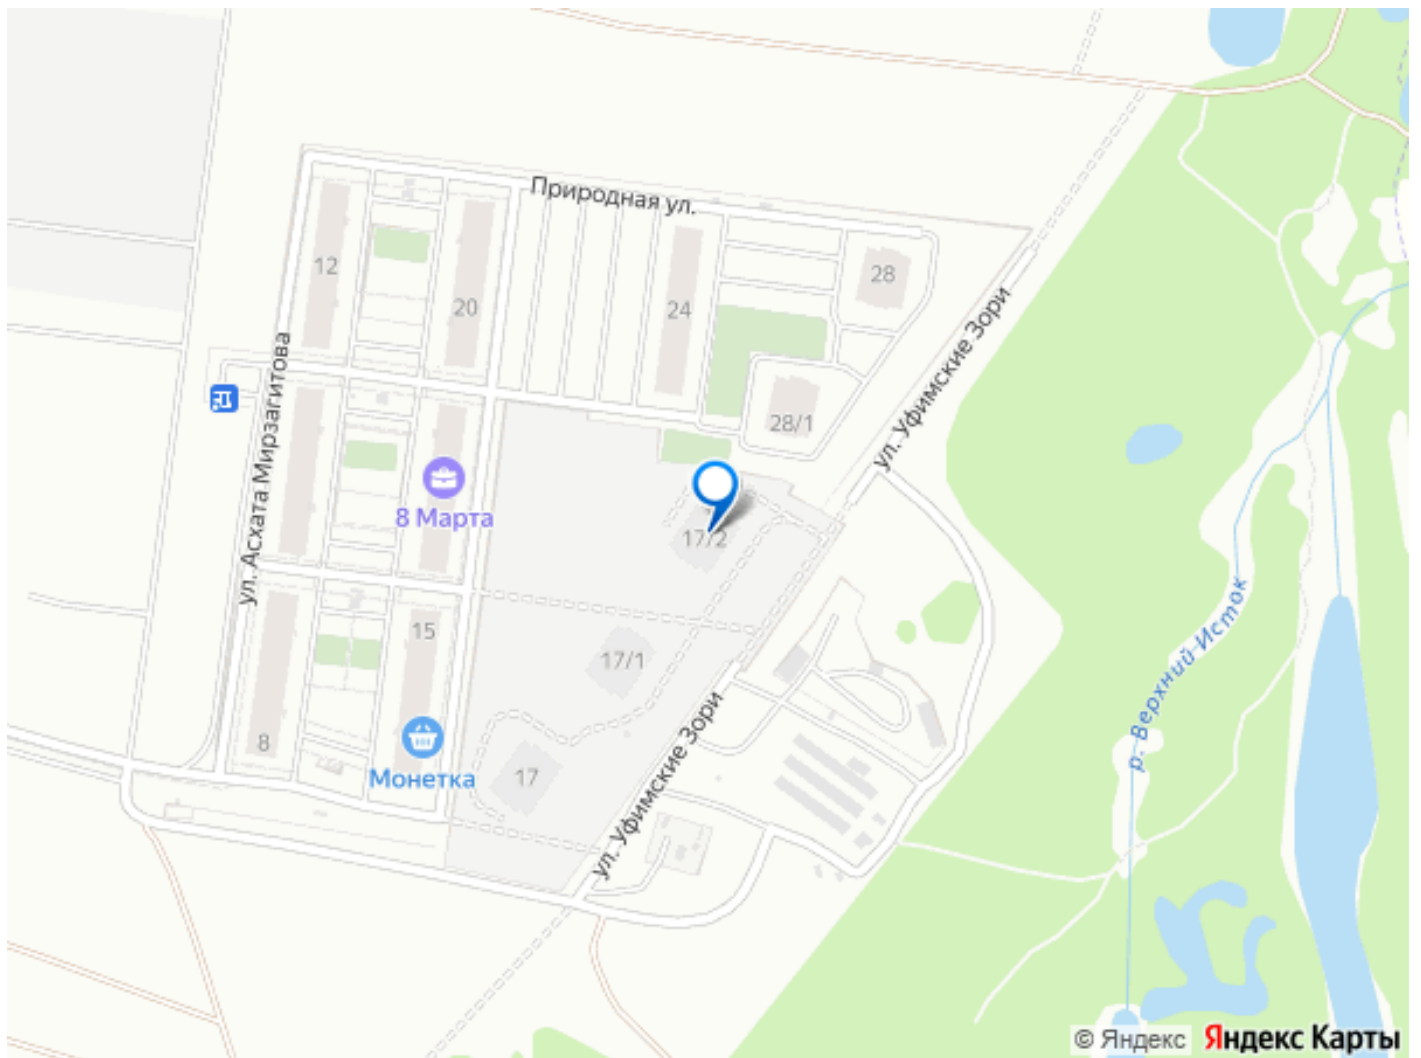 Природная ул.
12
28
20
24
ул. Уфимские Зори
ул. Асхата Мирзагитова
28/1
8 Марта
17/2
р. Верхний Исток
15
17/1
8
17
Монетка
ул. Уфимские Зори
© Яндекс Яндекс Карты